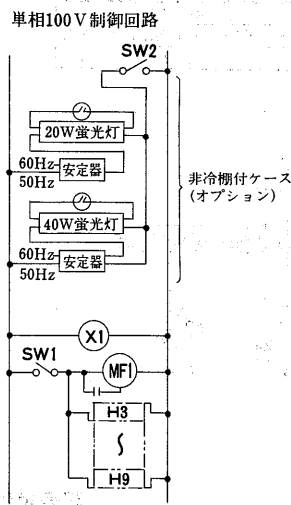 単相100V制御回路
SW2
20W蛍光灯
60Hz
50Hz
安定器
40W蛍光灯
60Hz
50Hz
安定器
非冷棚付ケース
(オプション)
X1
SW1
MF1
H3
H9